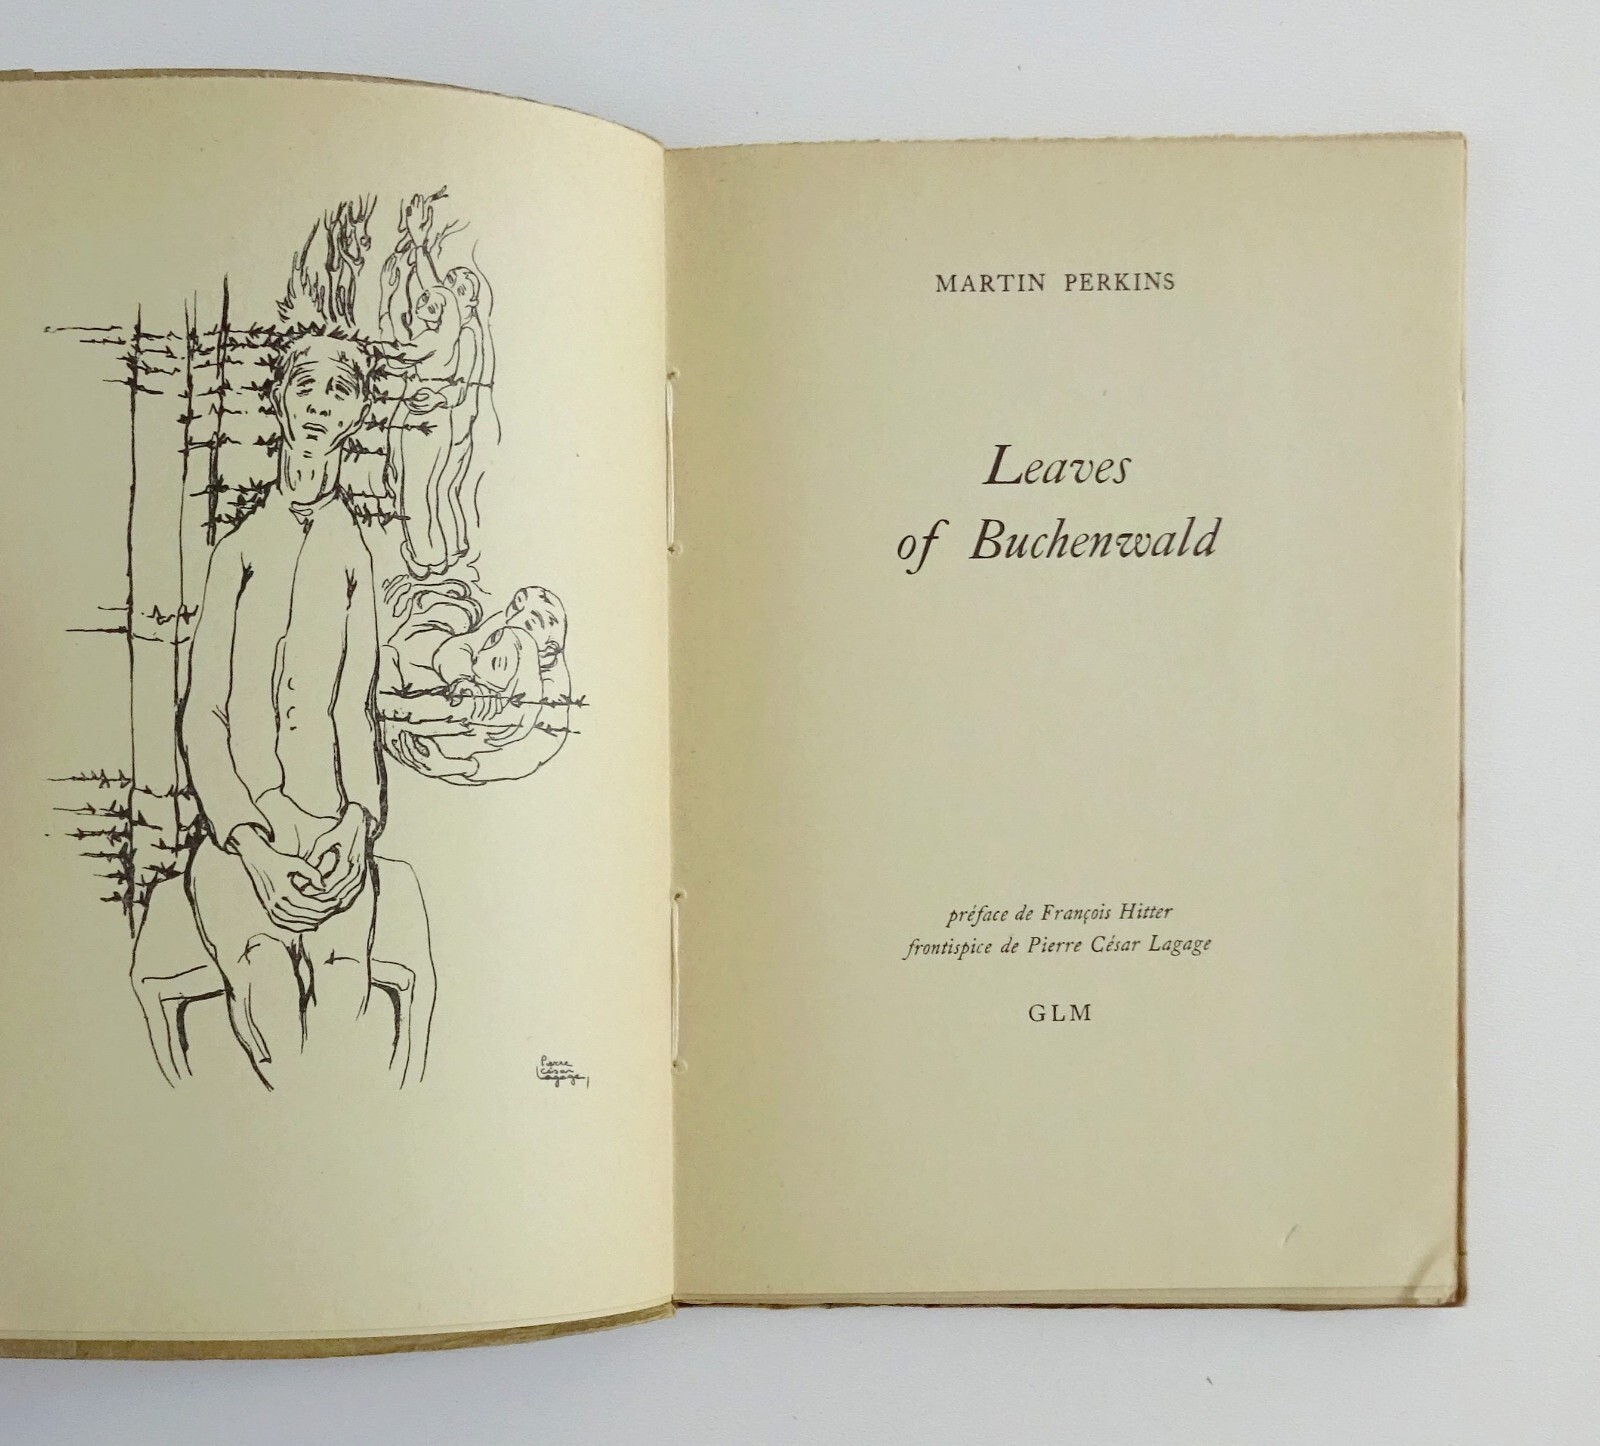 Pierre
César
Lagage
MARTIN PERKINS
Leaves
of Buchenwald
préface de François Hitter
frontispice de Pierre César Lagage
GLM